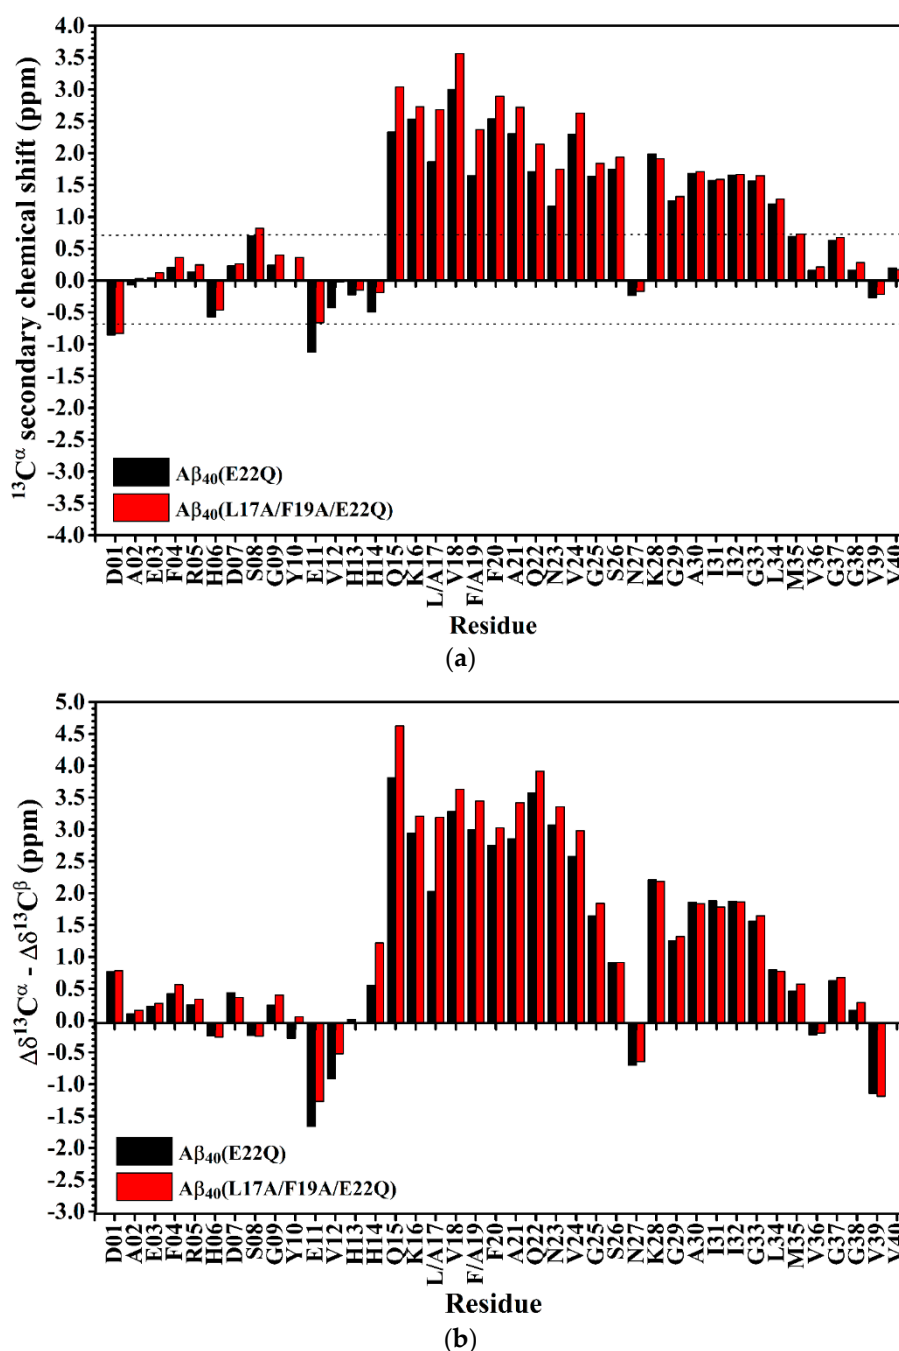 4.0
3.5
3.0
2.5
2.0
1.5
1.0
0.5
0.0
-0.5
-1.0
-1.5
-2.0
-2.5
-3.0
-3.5
-4.0
¹³Cᵅ secondary chemical shift (ppm)
Aβ₄₀(E22Q)
Aβ₄₀(L17A/F19A/E22Q)
D01 A02 E03 F04 R05 H06 D07 S08 G09 Y10 E11 V12 H13 H14 Q15 K16 L/A17 V18 F/A19 F20 A21 Q22 N23 V24 G25 S26 N27 K28 G29 A30 I31 I32 G33 L34 M35 V36 G37 G38 V39 V40
Residue
(a)
5.0
4.5
4.0
3.5
3.0
2.5
2.0
1.5
1.0
0.5
0.0
-0.5
-1.0
-1.5
-2.0
-2.5
-3.0
Δδ¹³Cᵅ - Δδ¹³Cᵝ (ppm)
Aβ₄₀(E22Q)
Aβ₄₀(L17A/F19A/E22Q)
D01 A02 E03 F04 R05 H06 D07 S08 G09 Y10 E11 V12 H13 H14 Q15 K16 L/A17 V18 F/A19 F20 A21 Q22 N23 V24 G25 S26 N27 K28 G29 A30 I31 I32 G33 L34 M35 V36 G37 G38 V39 V40
Residue
(b)